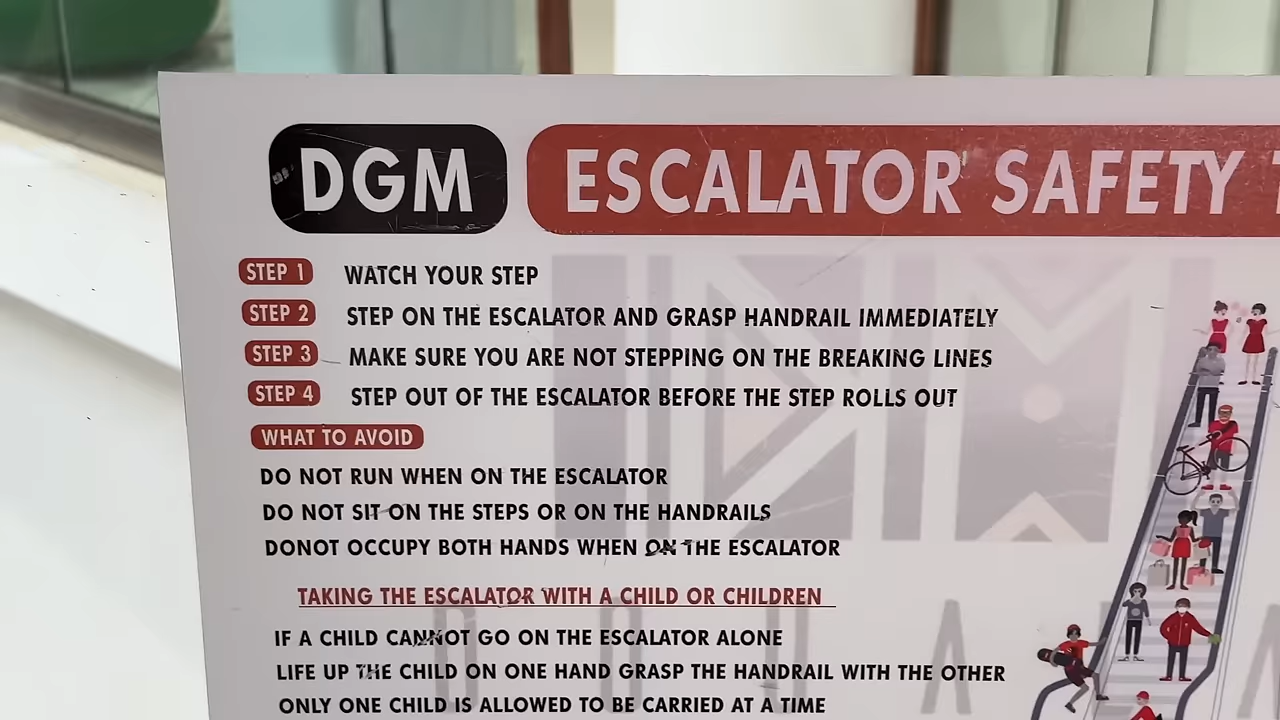 DGM ESCALATOR SAFETY
STEP 1 WATCH YOUR STEP
STEP 2 STEP ON THE ESCALATOR AND GRASP HANDRAIL IMMEDIATELY
STEP 3 MAKE SURE YOU ARE NOT STEPPING ON THE BREAKING LINES
STEP 4 STEP OUT OF THE ESCALATOR BEFORE THE STEP ROLLS OUT
WHAT TO AVOID
DO NOT RUN WHEN ON THE ESCALATOR
DO NOT SIT ON THE STEPS OR ON THE HANDRAILS
DONOT OCCUPY BOTH HANDS WHEN ON THE ESCALATOR
TAKING THE ESCALATOR WITH A CHILD OR CHILDREN
IF A CHILD CANNOT GO ON THE ESCALATOR ALONE
LIFE UP THE CHILD ON ONE HAND GRASP THE HANDRAIL WITH THE OTHER
ONLY ONE CHILD IS ALLOWED TO BE CARRIED AT A TIME